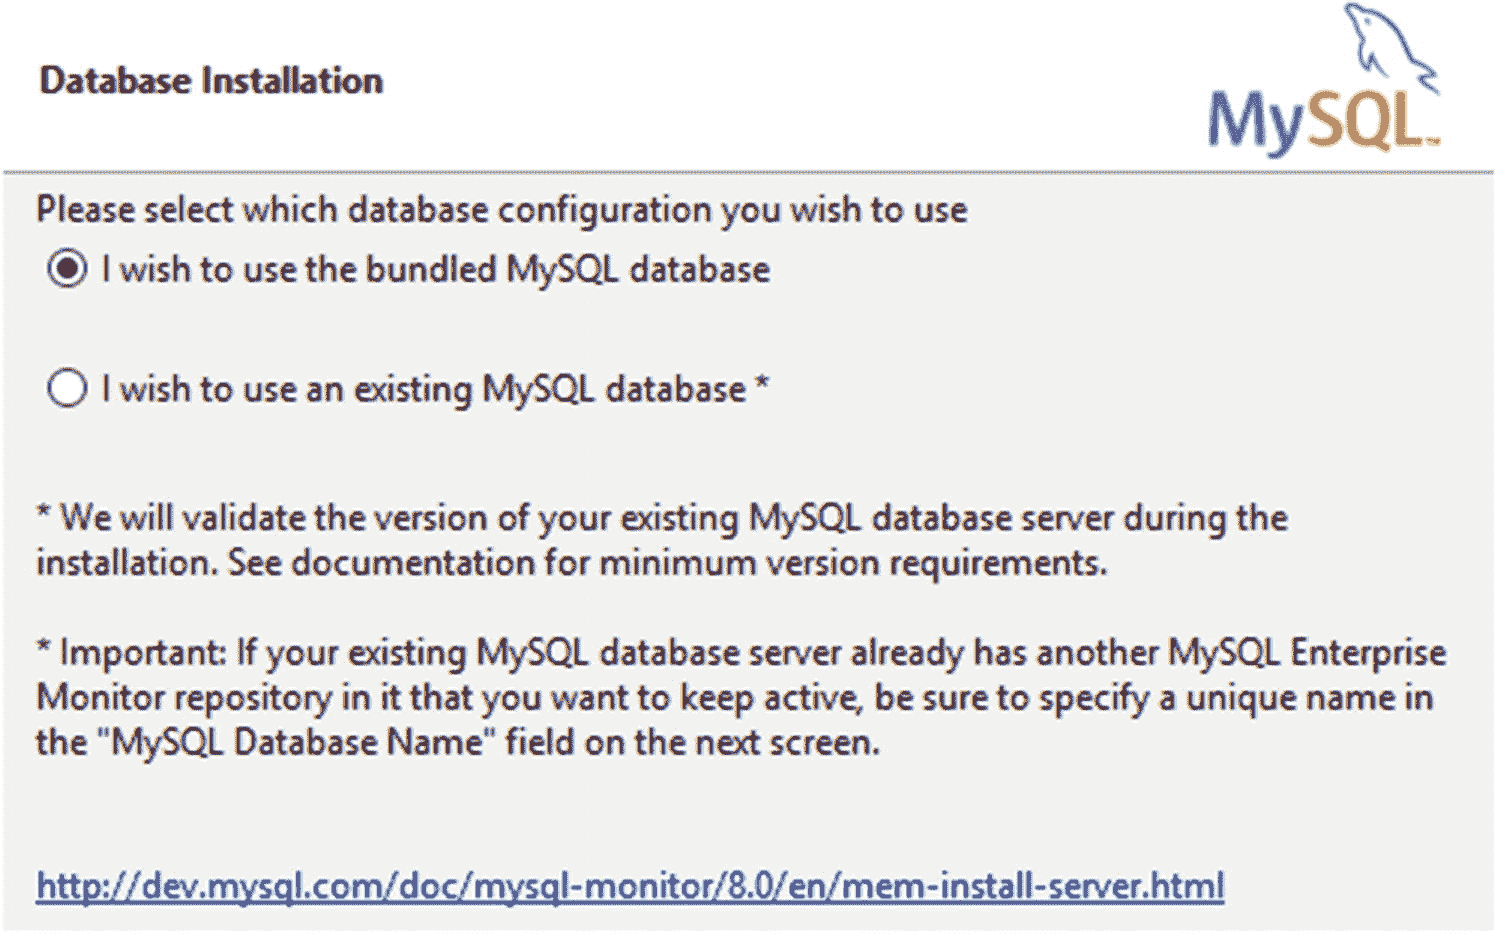 Database Installation
MySQL™
Please select which database configuration you wish to use
I wish to use the bundled MySQL database
I wish to use an existing MySQL database *
* We will validate the version of your existing MySQL database server during the
installation. See documentation for minimum version requirements.
* Important: If your existing MySQL database server already has another MySQL Enterprise
Monitor repository in it that you want to keep active, be sure to specify a unique name in
the "MySQL Database Name" field on the next screen.
http://dev.mysql.com/doc/mysql-monitor/8.0/en/mem-install-server.html